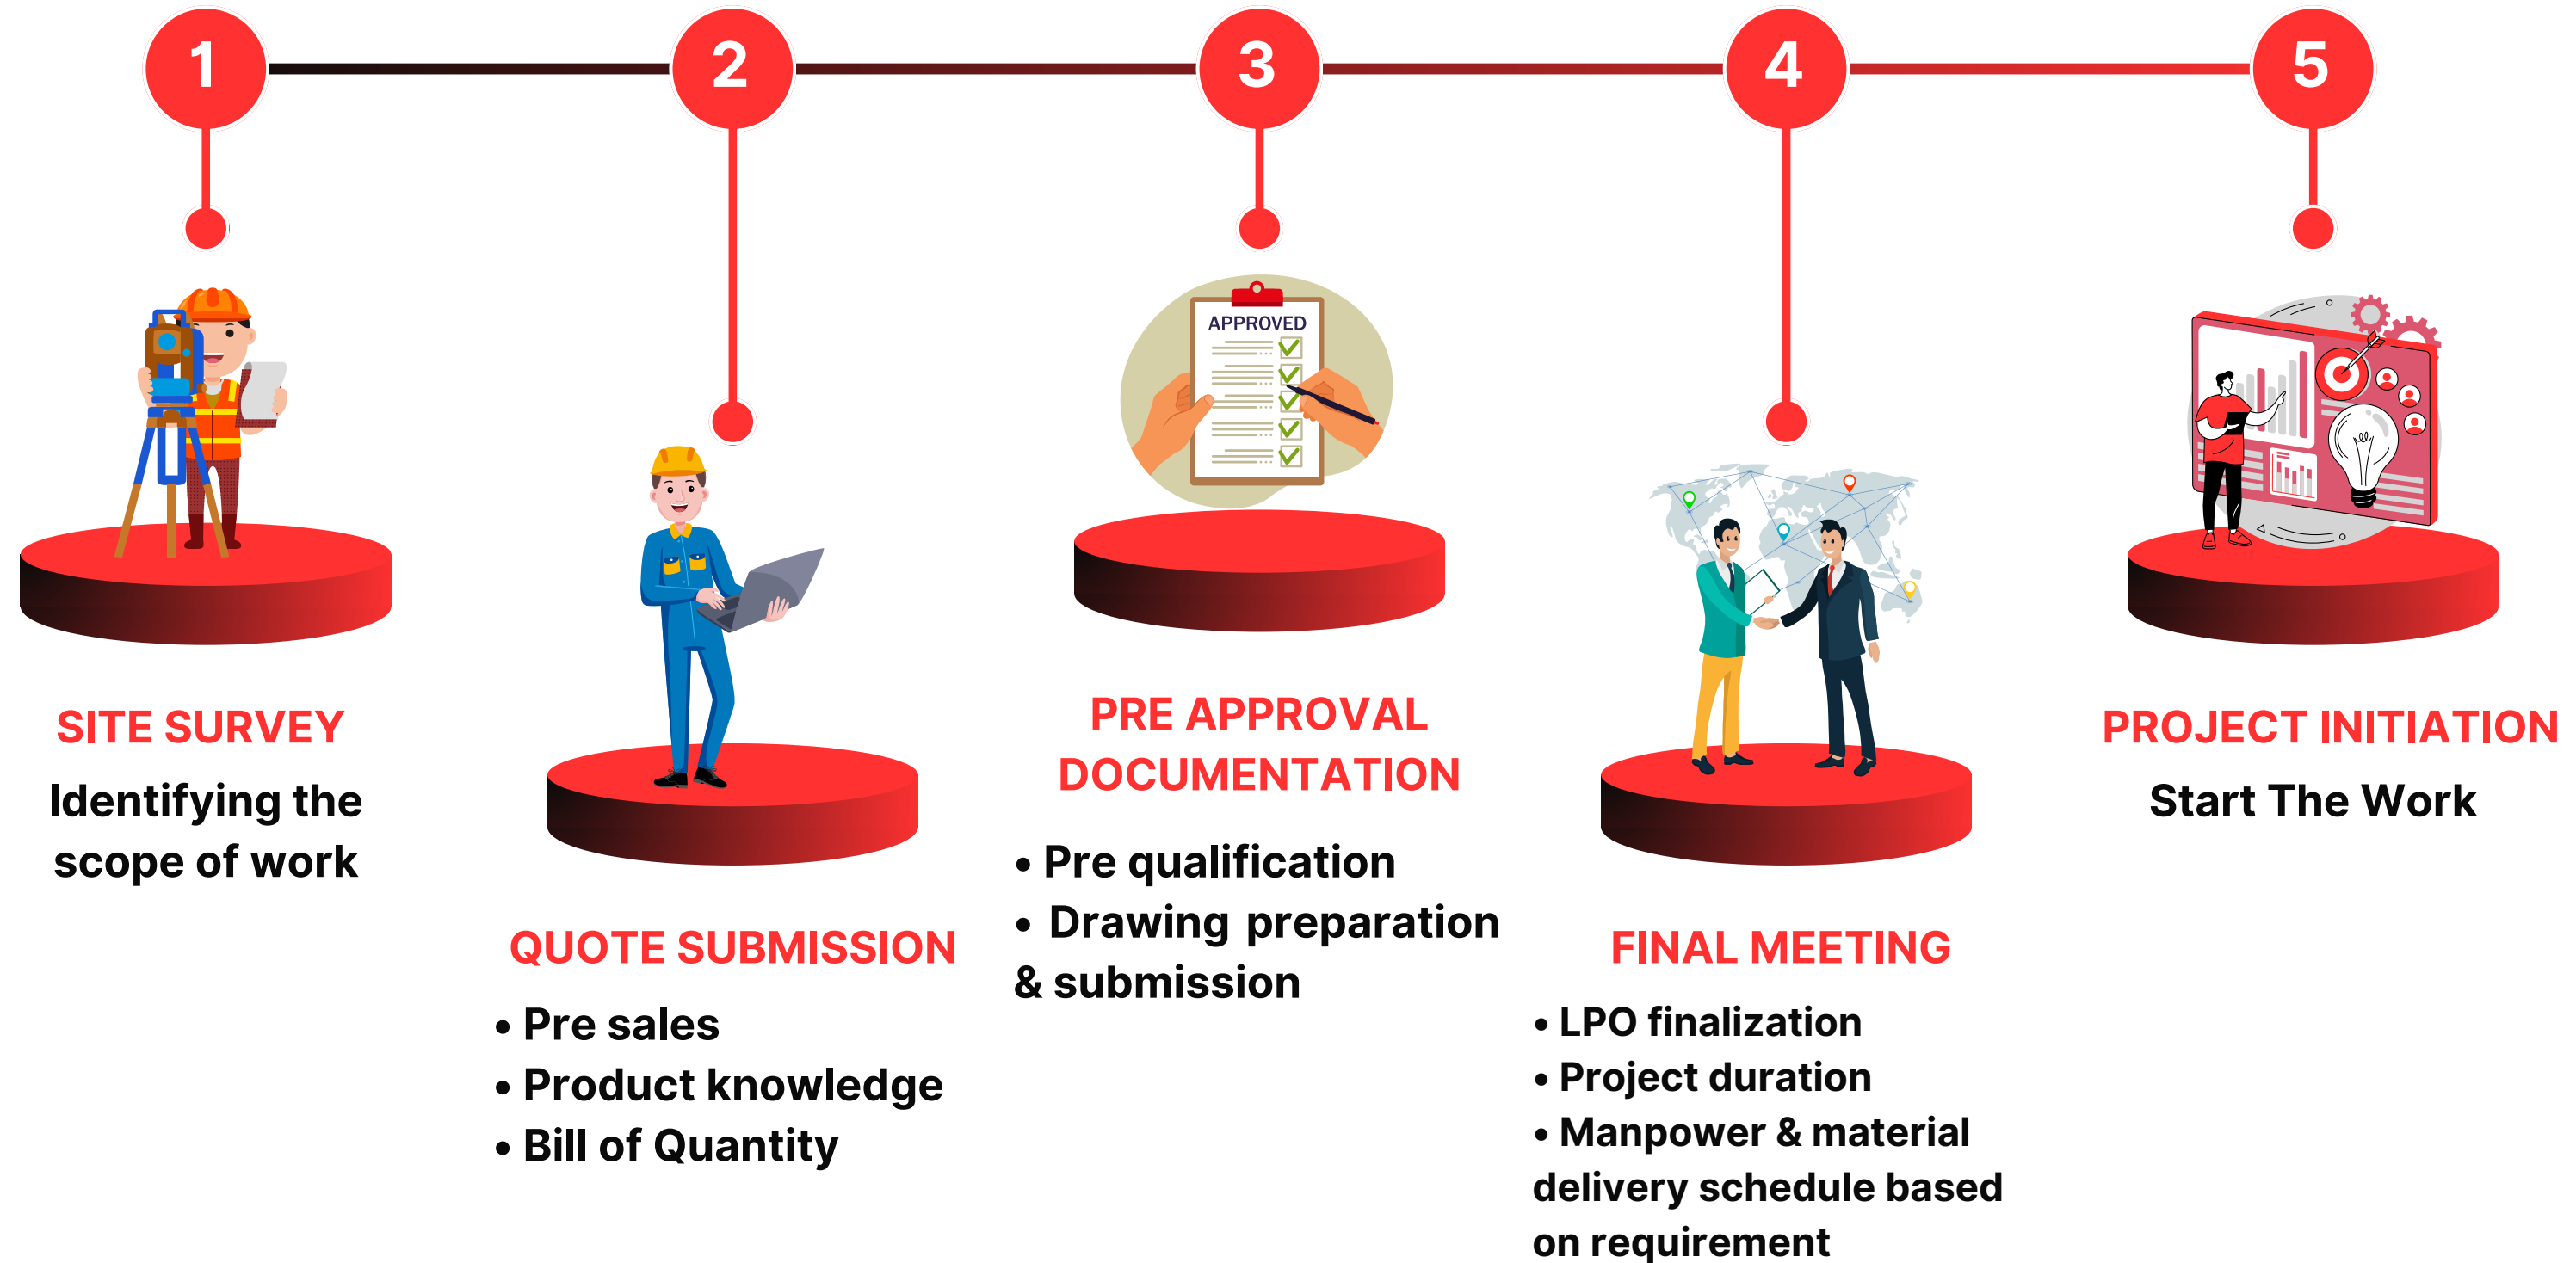 1
2
3
4
5
APPROVED
SITE SURVEY
Identifying the
scope of work
QUOTE SUBMISSION
• Pre sales
• Product knowledge
• Bill of Quantity
PRE APPROVAL
DOCUMENTATION
• Pre qualification
• Drawing preparation
& submission
FINAL MEETING
• LPO finalization
• Project duration
• Manpower & material
delivery schedule based
on requirement
PROJECT INITIATION
Start The Work